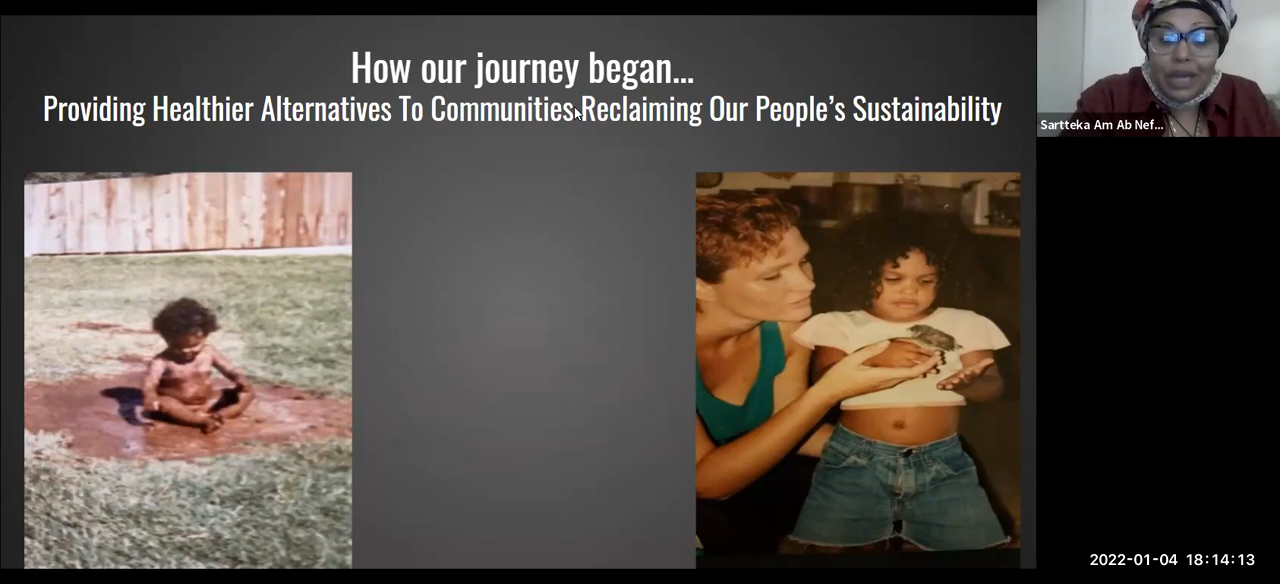 How our journey began...
Providing Healthier Alternatives To Communities Reclaiming Our People's Sustainability
Sartteka Am Ab Nef...
2022-01-04 18:14:13